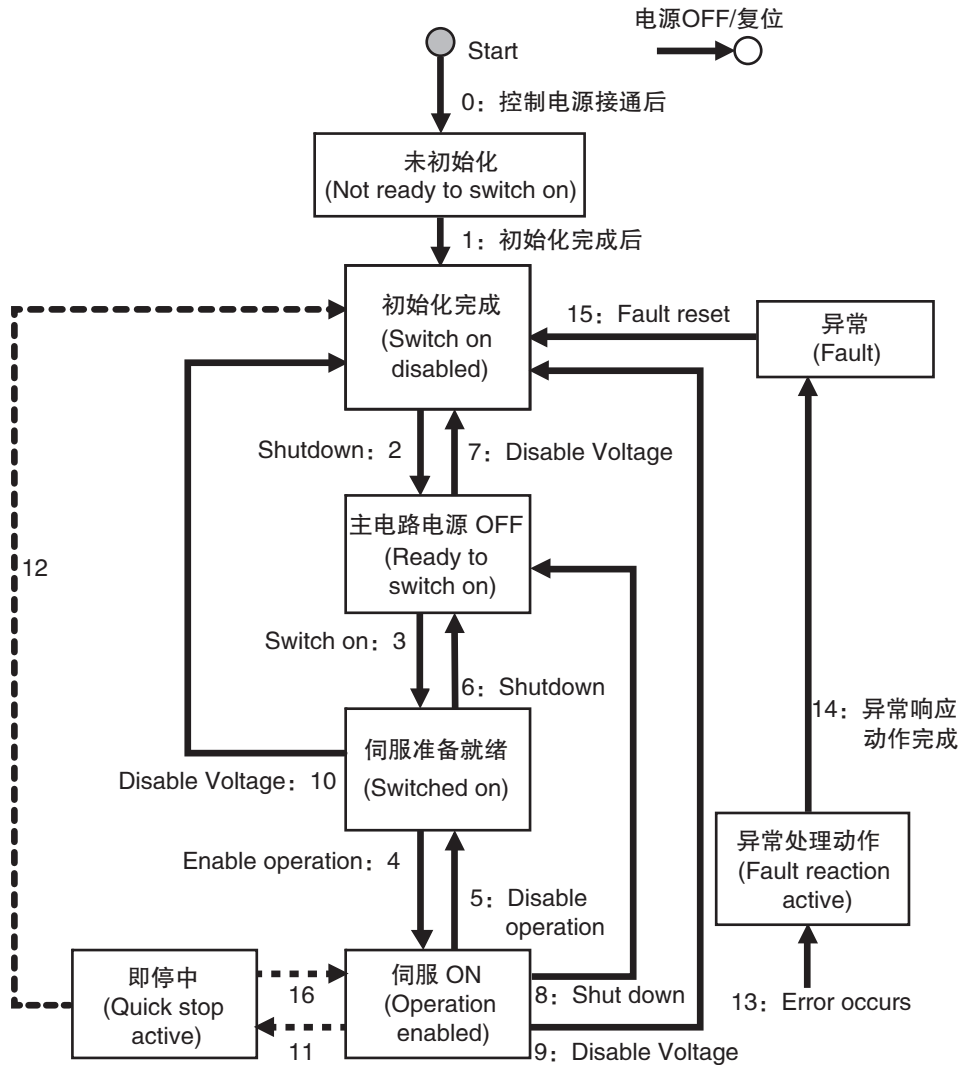 电源OFF/复位
Start
0：控制电源接通后
未初始化
(Not ready to switch on)
1：初始化完成后
初始化完成
(Switch on
disabled)
15：Fault reset
异常
(Fault)
Shutdown：2
7：Disable Voltage
主电路电源 OFF
(Ready to
switch on)
12
Switch on：3
6：Shutdown
14：异常响应
动作完成
伺服准备就绪
(Switched on)
Disable Voltage：10
异常处理动作
(Fault reaction
active)
Enable operation：4
5：Disable
operation
即停中
(Quick stop
active)
16
11
伺服 ON
(Operation
enabled)
8：Shut down
9：Disable Voltage
13：Error occurs